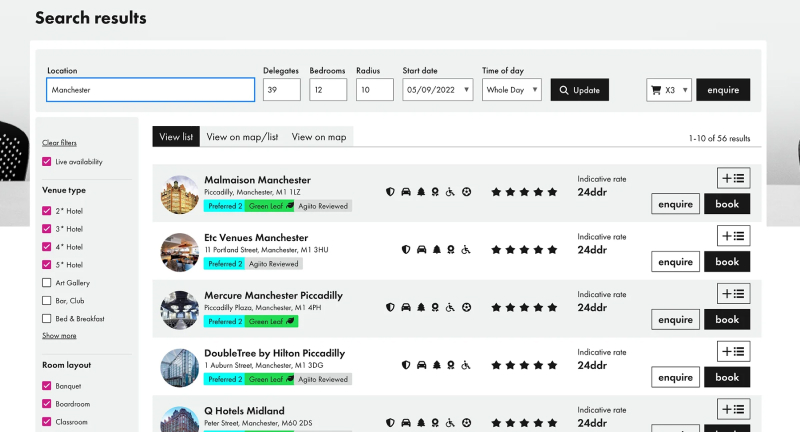 Search results
Location
Delegates
Bedrooms
Radius
Start date
Time of day
Manchester
39
12
10
05/09/2022
Whole Day
Update
X3
enquire
Clear filters
Live availability
Venue type
2* Hotel
3* Hotel
4* Hotel
5* Hotel
Art Gallery
Bar, Club
Bed & Breakfast
Show more
Room layout
Banquet
Boardroom
Classroom
View list
View on map/list
View on map
1-10 of 56 results
Malmaison Manchester
Piccadilly, Manchester, M1 1LZ
Preferred 2 Green Leaf Agiito Reviewed
Indicative rate
24ddr
enquire book
Etc Venues Manchester
11 Portland Street, Manchester, M1 3HU
Preferred 2 Agiito Reviewed
Indicative rate
24ddr
enquire book
Mercure Manchester Piccadilly
Piccadilly Plaza, Manchester, M1 4PH
Preferred 2 Green Leaf
Indicative rate
24ddr
enquire book
DoubleTree by Hilton Piccadilly
1 Auburn Street, Manchester, M1 3DG
Preferred 2 Green Leaf Agiito Reviewed
Indicative rate
24ddr
enquire book
Q Hotels Midland
Peter Street, Manchester, M60 2DS
Indicative rate
24ddr